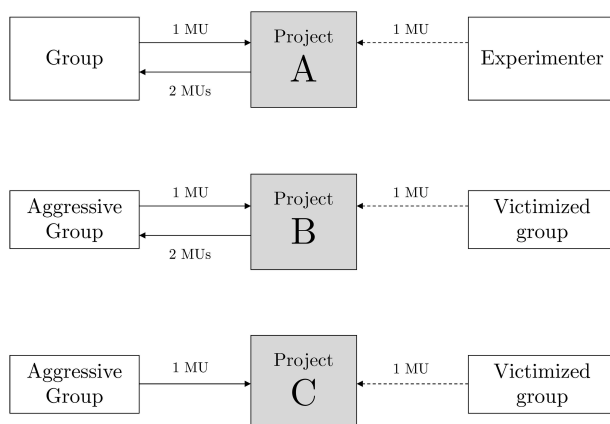 1 MU
Project
1 MU
Group
A
Experimenter
2 MUs
1 MU
Project
1 MU
Aggressive
Group
B
Victimized
group
2 MUs
1 MU
Project
1 MU
Aggressive
Group
C
Victimized
group